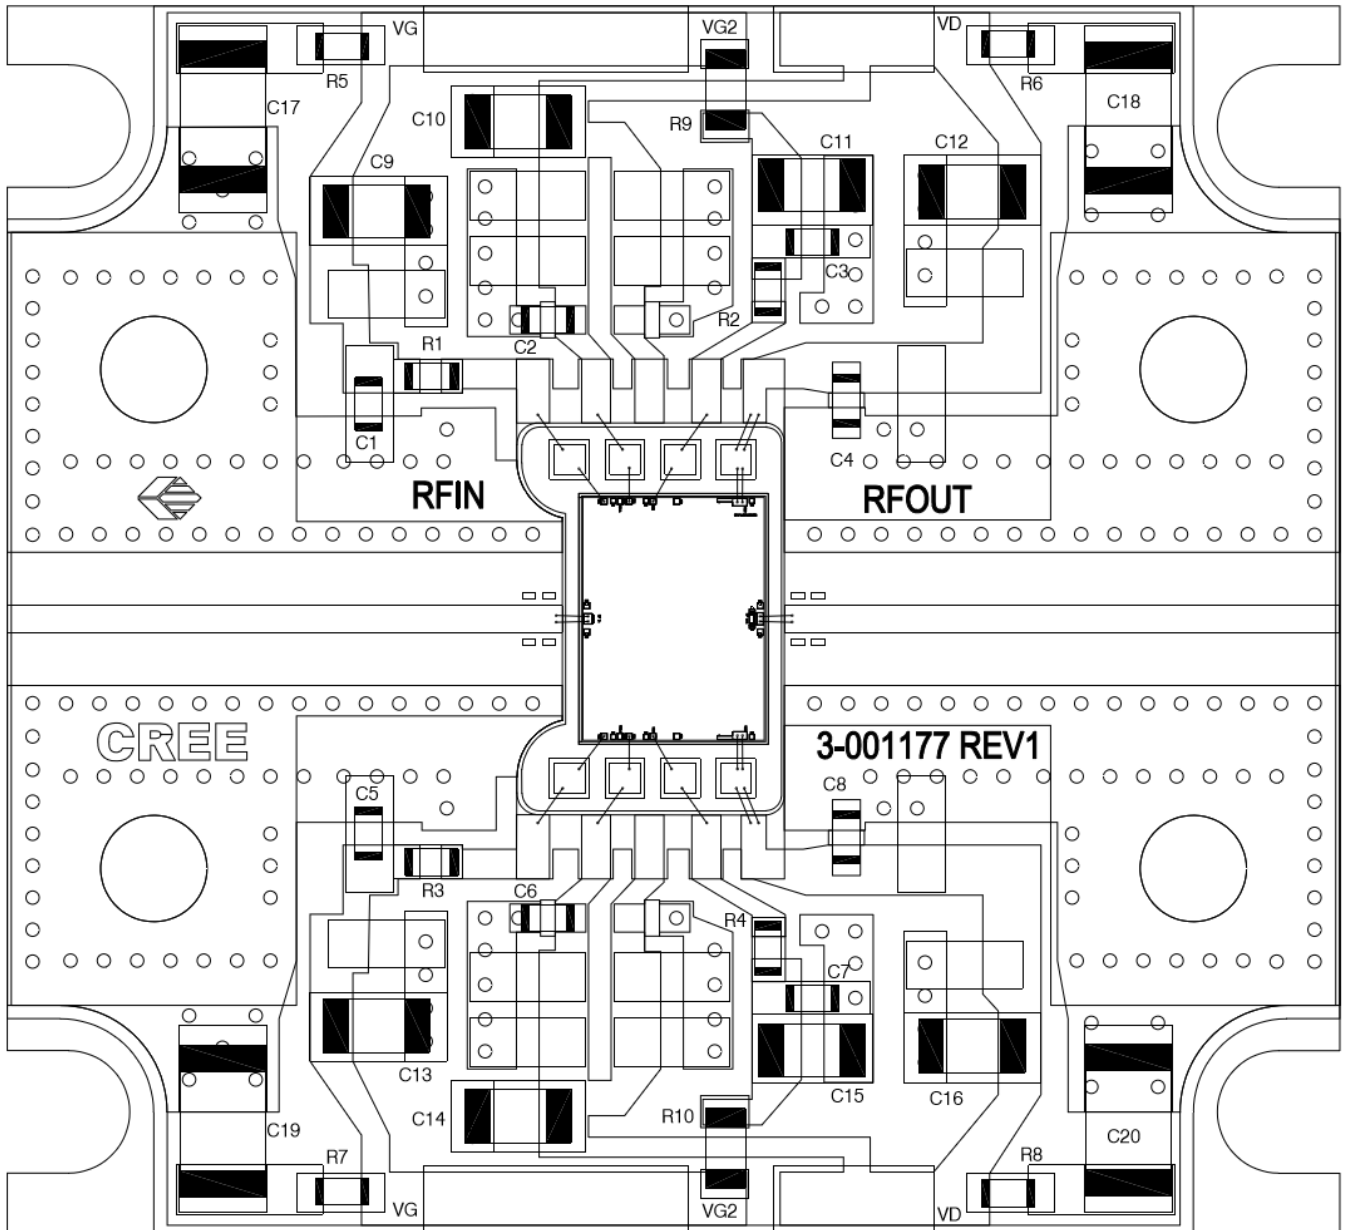 VG
VG2
VD
R5
R6
C17
C10
R9
C18
C9
C11
C12
C3
R2
R1
C2
C1
C4
RFIN
RFOUT
CREE
3-001177 REV1
C5
C8
R3
C6
R4
C7
C13
C14
C15
C16
R10
C19
C20
R7
R8
VG
VG2
VD